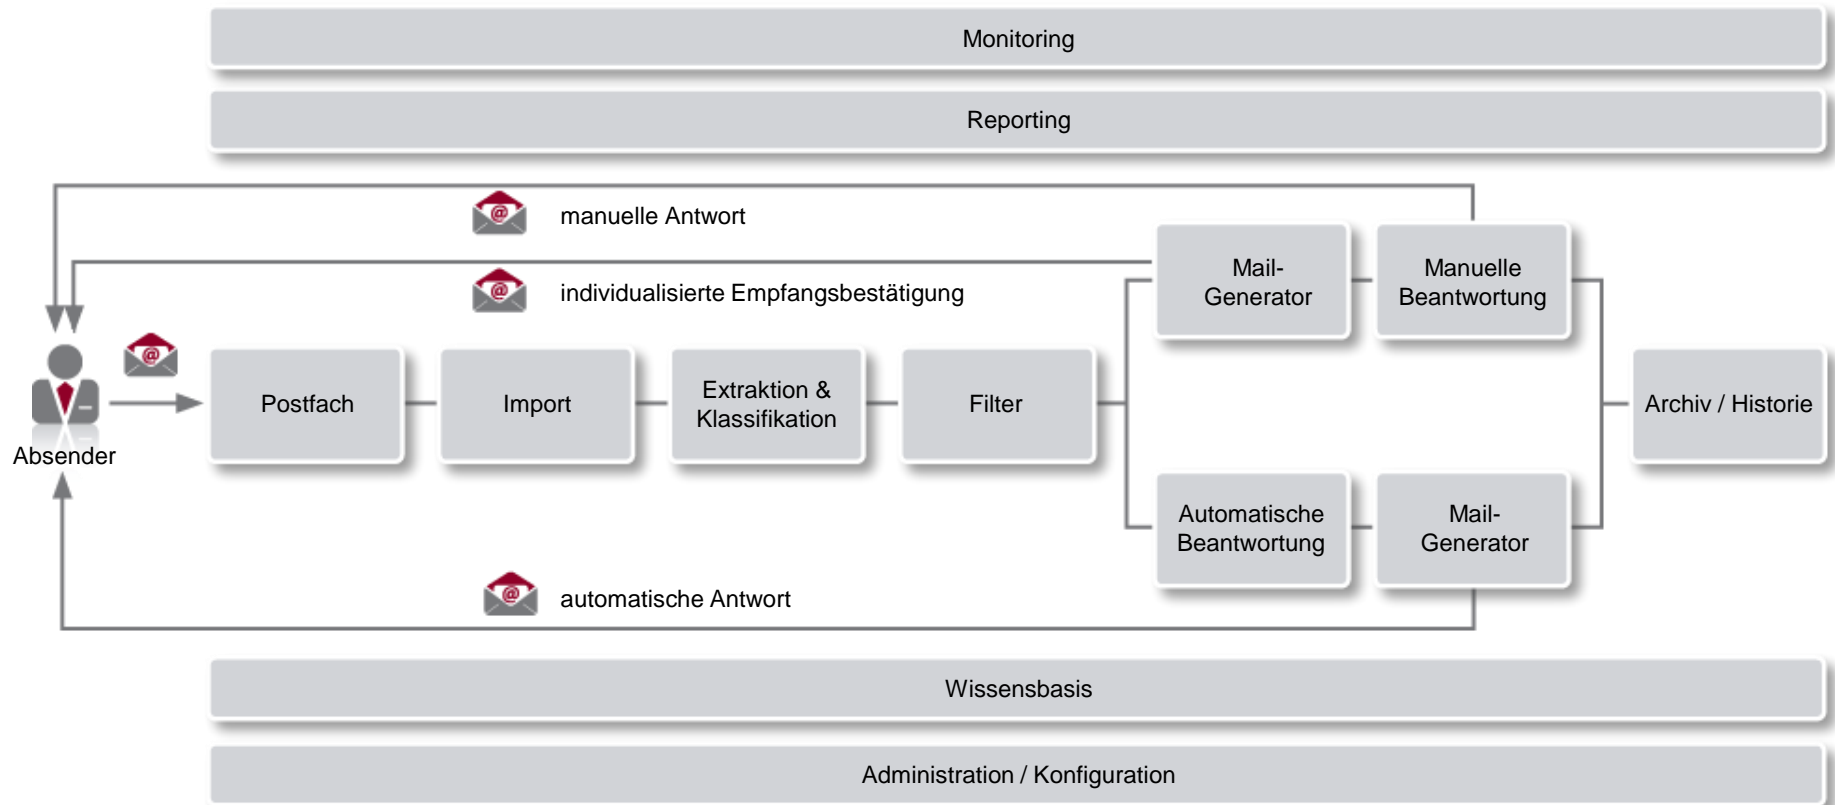 Monitoring
Reporting
manuelle Antwort
individualisierte Empfangsbestätigung
Mail-
Generator
Manuelle
Beantwortung
Absender
Postfach
Import
Extraktion &
Klassifikation
Filter
Archiv / Historie
Automatische
Beantwortung
Mail-
Generator
automatische Antwort
Wissensbasis
Administration / Konfiguration